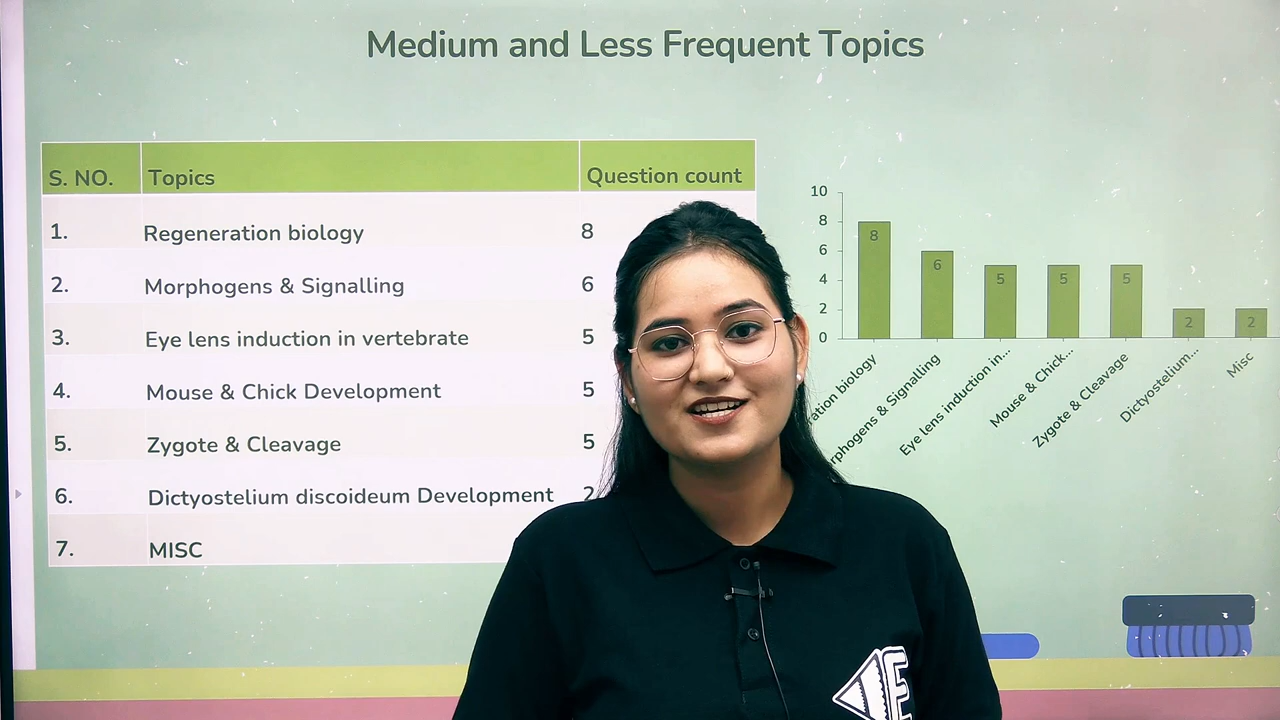 Medium and Less Frequent Topics
S. NO. Topics Question count
1. Regeneration biology 8
2. Morphogens & Signalling 6
3. Eye lens induction in vertebrate 5
4. Mouse & Chick Development 5
5. Zygote & Cleavage 5
6. Dictyostelium discoideum Development 2
7. MISC
10
8
6
4
2
0
8
6
5
5
5
2
2
ation biology
rphogens & Signalling
Eye lens induction in...
Mouse & Chick...
Zygote & Cleavage
Dictyostelium...
Misc
E